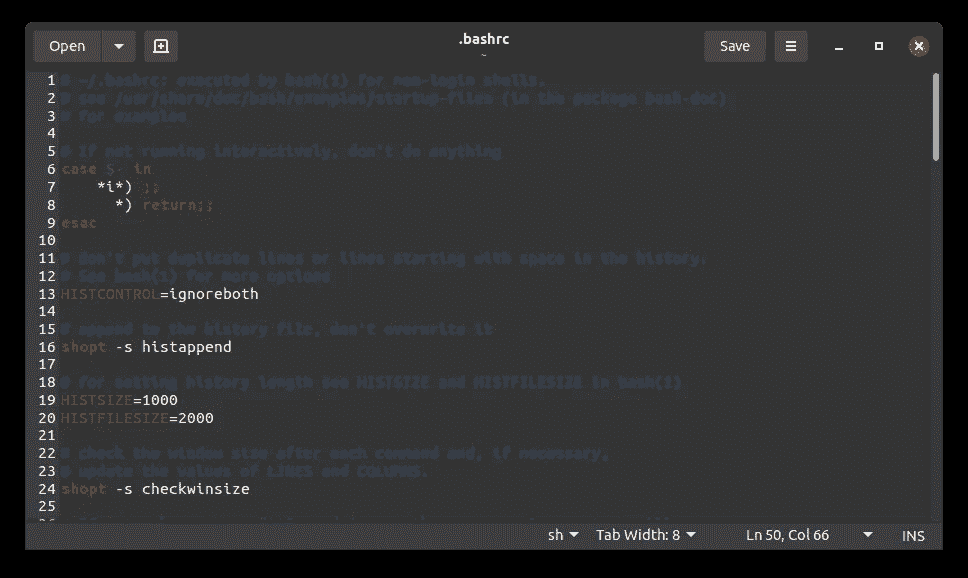 Open
.bashrc
~
Save
1 # ~/.bashrc: executed by bash(1) for non-login shells.
2 # see /usr/share/doc/bash/examples/startup-files (in the package bash-doc)
3 # for examples
4
5 # If not running interactively, don't do anything
6 case $- in
7 *i*) ;;
8 *) return;;
9 esac
10
11 # don't put duplicate lines or lines starting with space in the history.
12 # See bash(1) for more options
13 HISTCONTROL=ignoreboth
14
15 # append to the history file, don't overwrite it
16 shopt -s histappend
17
18 # for setting history length see HISTSIZE and HISTFILESIZE in bash(1)
19 HISTSIZE=1000
20 HISTFILESIZE=2000
21
22 # check the window size after each command and, if necessary,
23 # update the values of LINES and COLUMNS.
24 shopt -s checkwinsize
25
sh Tab Width: 8 Ln 50, Col 66 INS